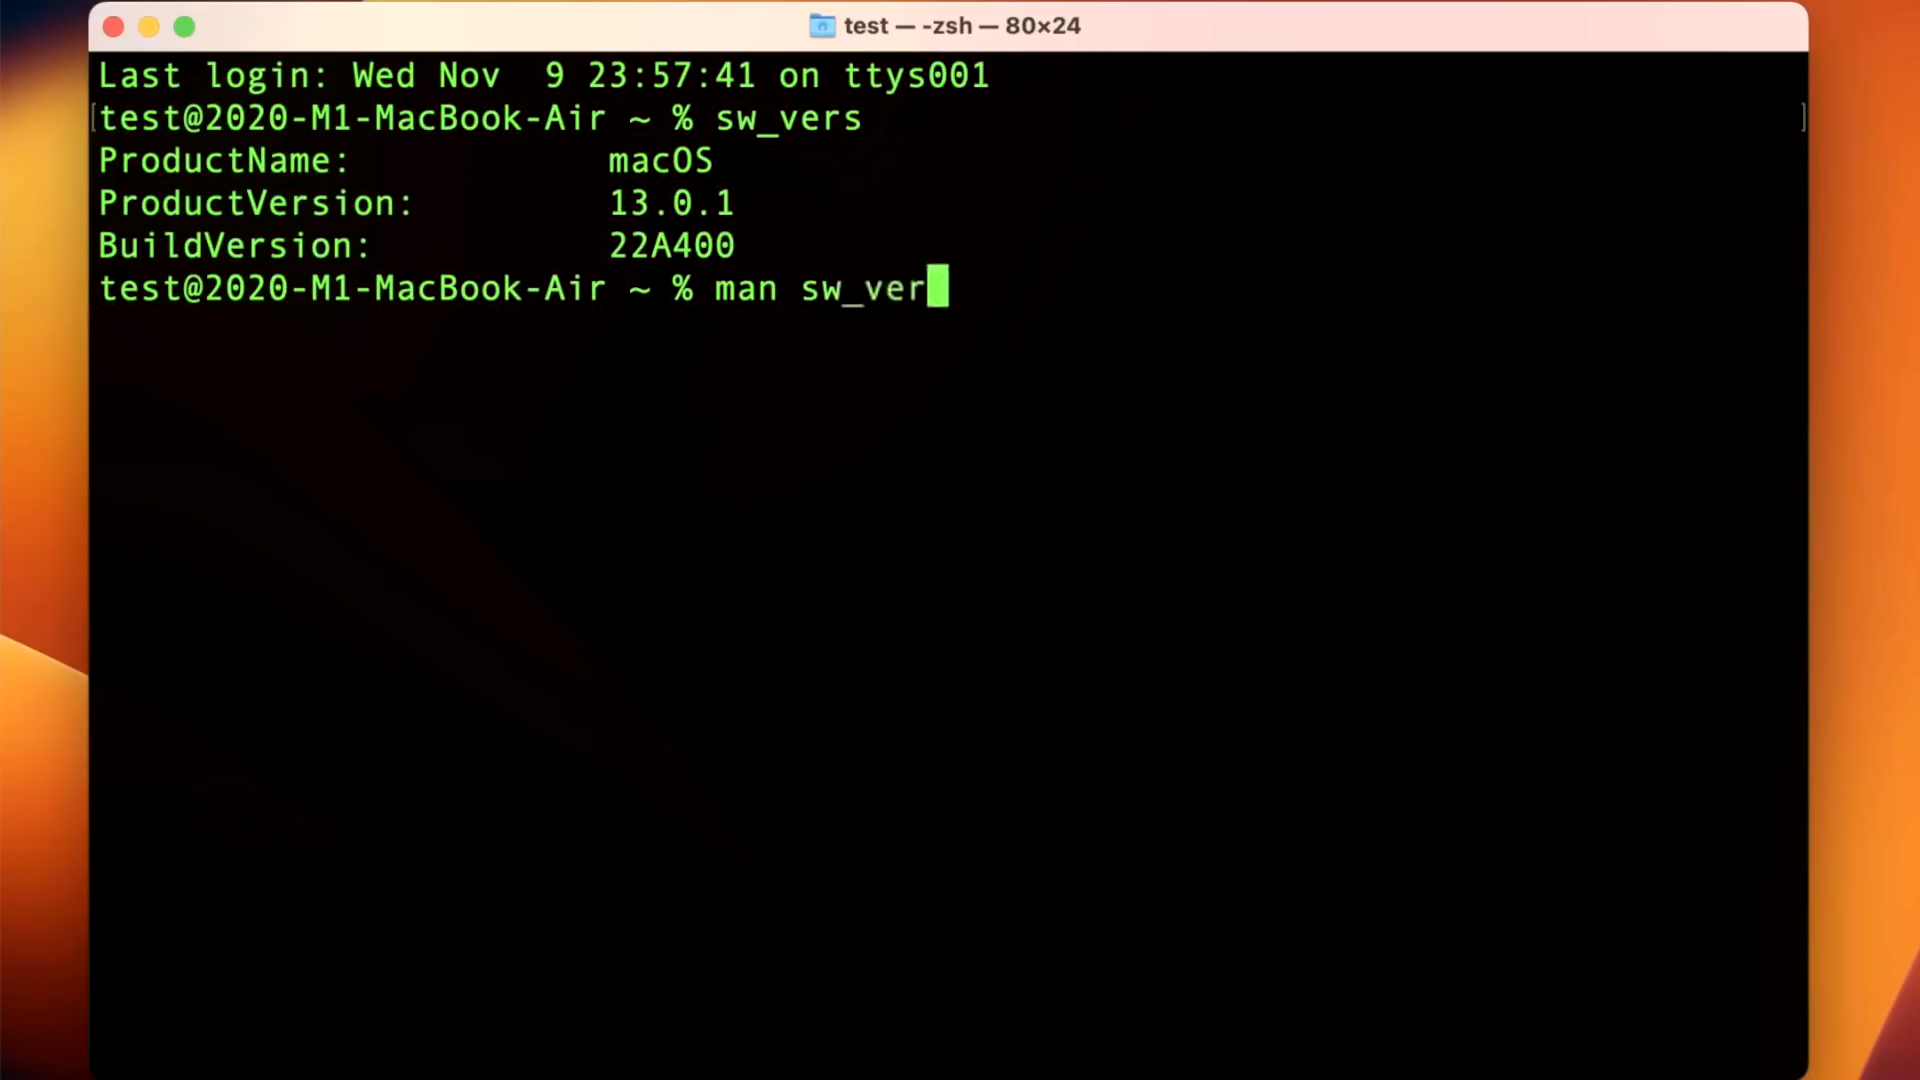 test — -zsh — 80×24
Last login: Wed Nov  9 23:57:41 on ttys001
[test@2020-M1-MacBook-Air ~ % sw_vers ]
ProductName: macOS
ProductVersion: 13.0.1
BuildVersion: 22A400
test@2020-M1-MacBook-Air ~ % man sw_ver